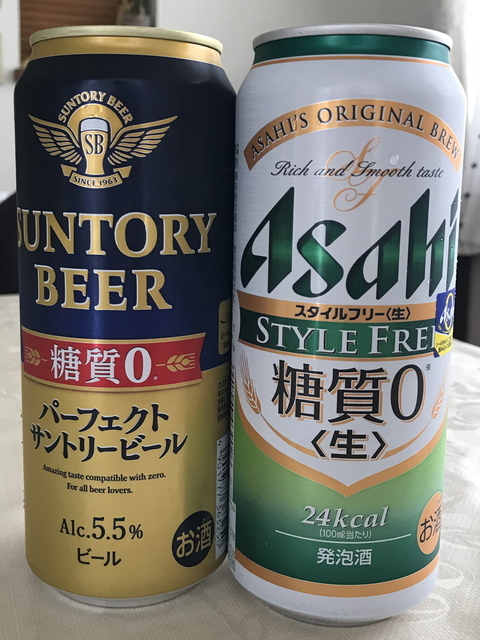 SUNTORY BEER
SB
SINCE 1963
SUNTORY
BEER
糖質0
パーフェクト
サントリービール
Amazing taste compatible with zero.
For all beer lovers.
Alc.5.5%
ビール
お酒
ASAHI'S ORIGINAL BREW
Rich and Smooth taste
Asahi
スタイルフリー〈生〉
STYLE FREE
糖質0※
〈生〉
24kcal
(100ml当たり)
発泡酒
お酒